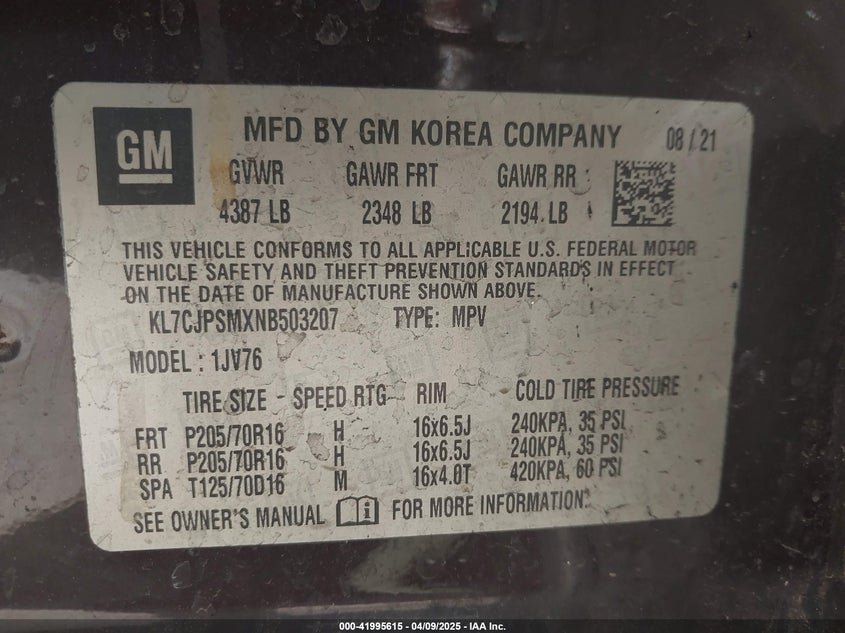 GM
MFD BY GM KOREA COMPANY 08/21
GVWR GAWR FRT GAWR RR
4387 LB 2348 LB 2194 LB
THIS VEHICLE CONFORMS TO ALL APPLICABLE U.S. FEDERAL MOTOR
VEHICLE SAFETY AND THEFT PREVENTION STANDARDS IN EFFECT
ON THE DATE OF MANUFACTURE SHOWN ABOVE.
KL7CJPSMXNB503207 TYPE: MPV
MODEL: 1JV76
TIRE SIZE - SPEED RTG RIM COLD TIRE PRESSURE
FRT P205/70R16 H 16x6.5J 240KPA, 35 PSI
RR P205/70R16 H 16x6.5J 240KPA, 35 PSI
SPA T125/70D16 M 16x4.0T 420KPA, 60 PSI
SEE OWNER'S MANUAL i FOR MORE INFORMATION.
000-41995615 - 04/09/2025 - IAA Inc.